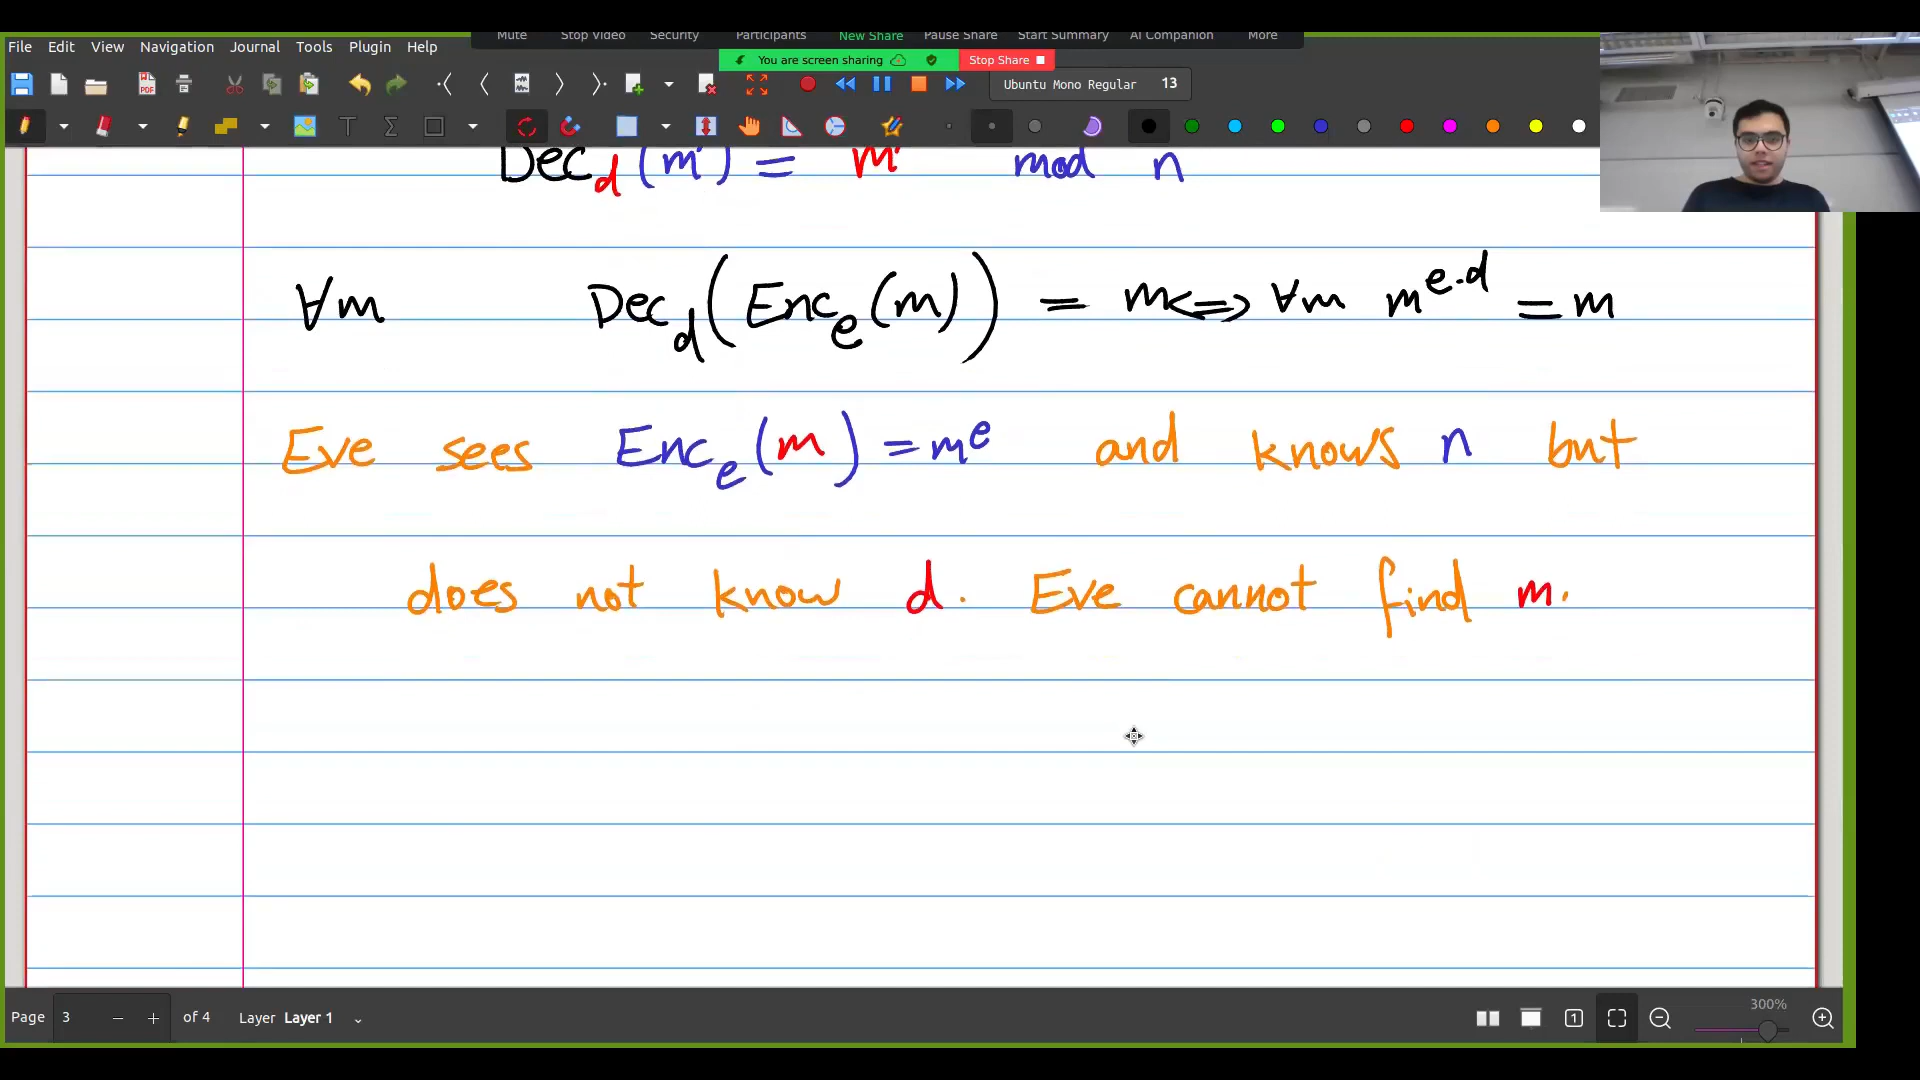 Mute Stop Video Security Participants New Share Pause Share Start Summary AI Companion More
File Edit View Navigation Journal Tools Plugin Help
You are screen sharing Stop Share
Ubuntu Mono Regular 13
Dec_d (m') = m' mod n
∀m Dec_d (Enc_e (m)) = m <=> ∀m m^{e.d} = m
Eve sees Enc_e (m) = m^e and knows n but
does not know d. Eve cannot find m.
Page 3 − + of 4 Layer Layer 1 300%